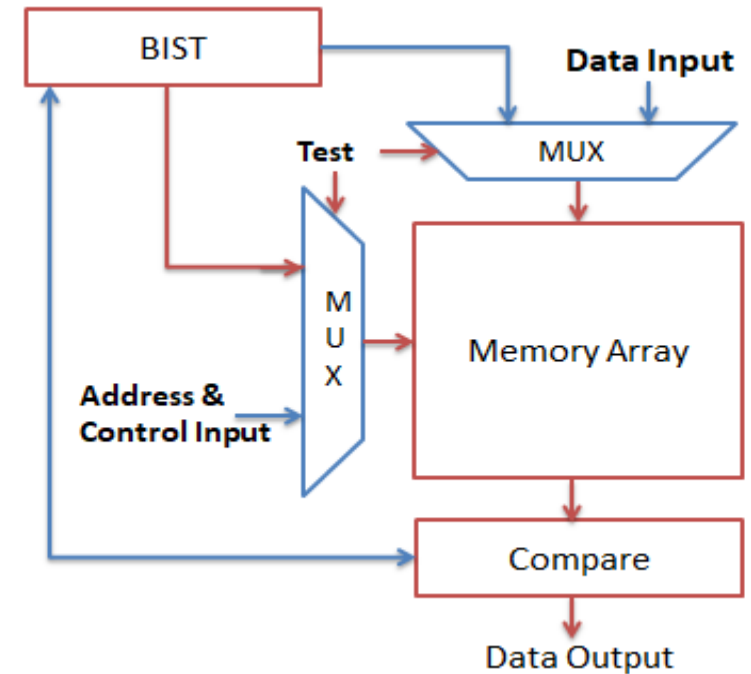 BIST
Data Input
Test
MUX
M
U
X
Memory Array
Address &
Control Input
Compare
Data Output